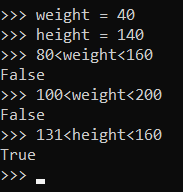 >>> weight = 40
>>> height = 140
>>> 80<weight<160
False
>>> 100<weight<200
False
>>> 131<height<160
True
>>>